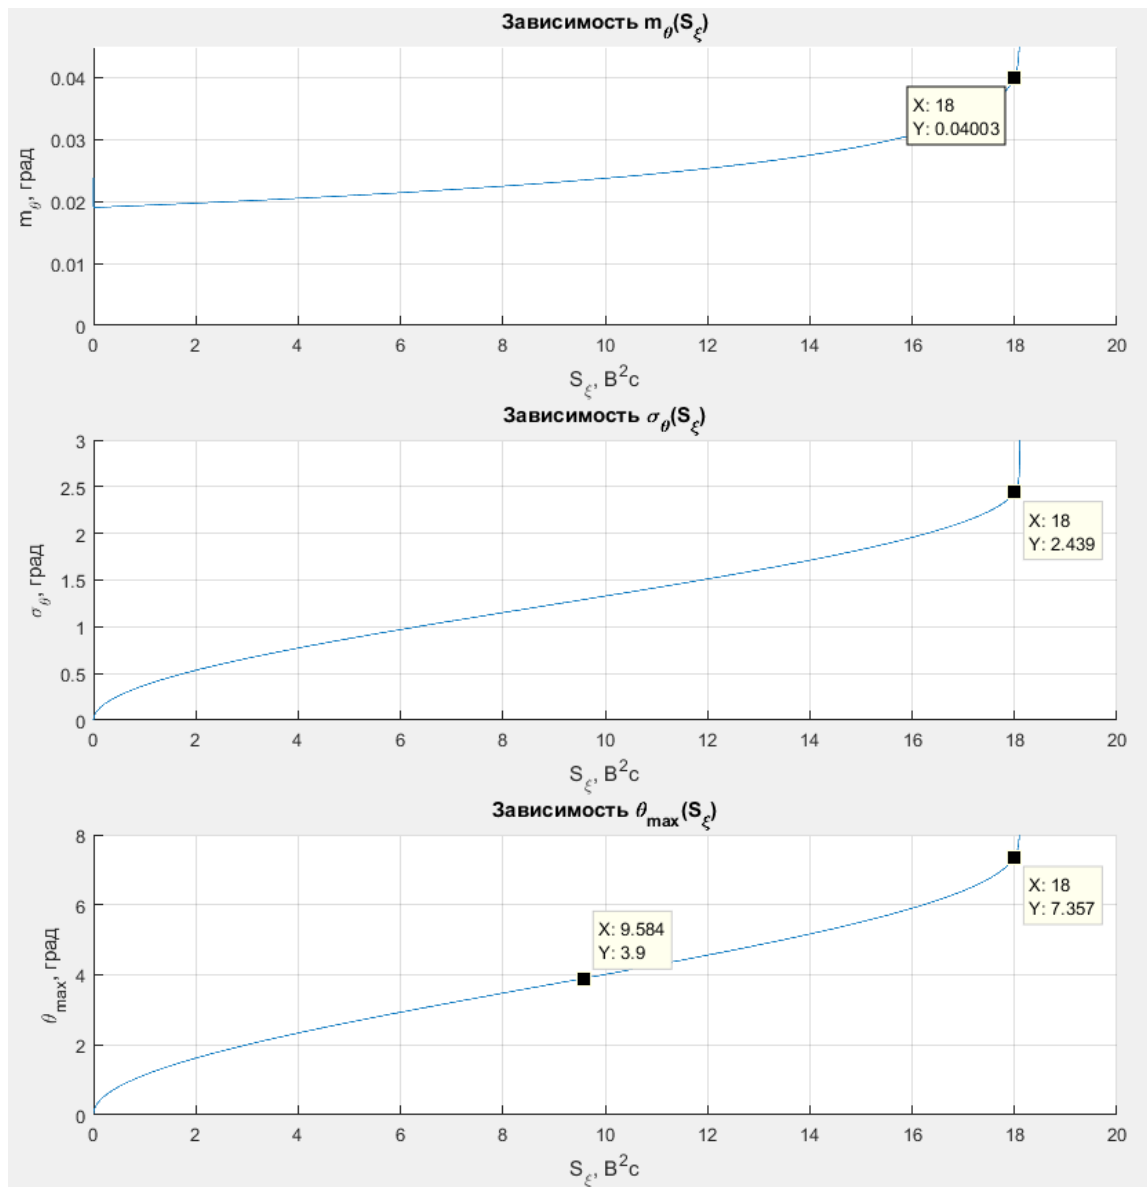 Зависимость m_θ(S_ξ)
m_θ, град
0.04
0.03
0.02
0.01
0
X: 18
Y: 0.04003
0 2 4 6 8 10 12 14 16 18 20
S_ξ, В²с
Зависимость σ_θ(S_ξ)
σ_θ, град
3
2.5
2
1.5
1
0.5
0
X: 18
Y: 2.439
0 2 4 6 8 10 12 14 16 18 20
S_ξ, В²с
Зависимость θ_max(S_ξ)
θ_max, град
8
6
4
2
0
X: 9.584
Y: 3.9
X: 18
Y: 7.357
0 2 4 6 8 10 12 14 16 18 20
S_ξ, В²с